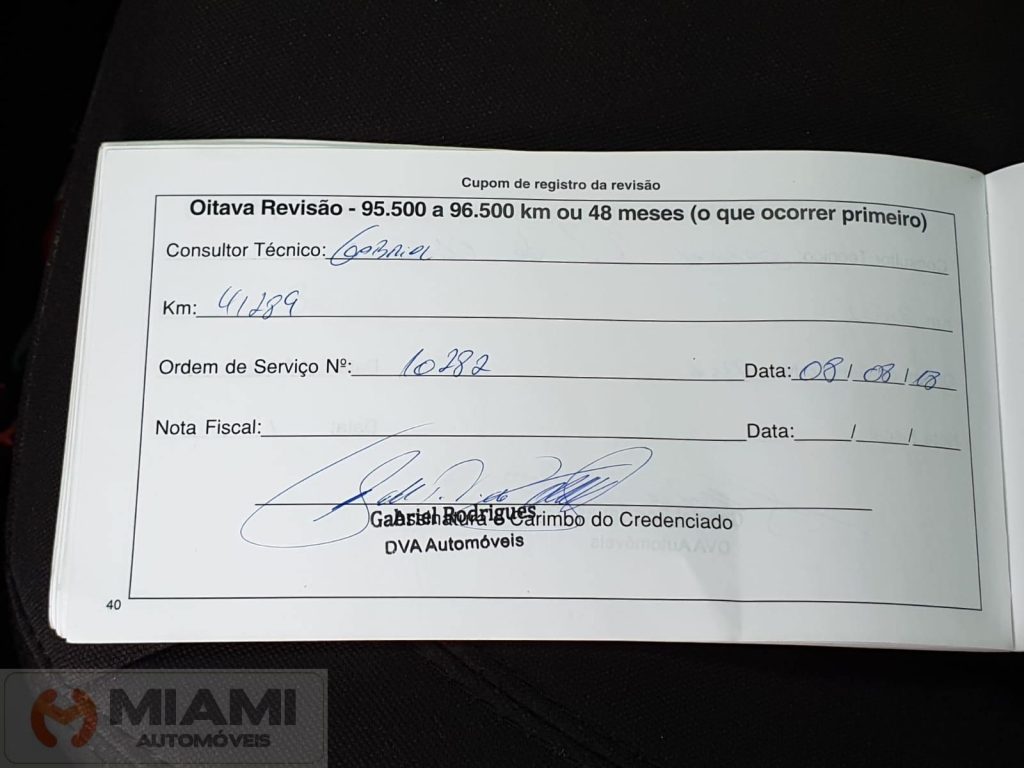 Cupom de registro da revisão
Oitava Revisão - 95.500 a 96.500 km ou 48 meses (o que ocorrer primeiro)
Consultor Técnico: Gabriel
Km: 41289
Ordem de Serviço Nº: 10282 Data: 08/08/18
Nota Fiscal: Data: / /
Assinatura e Carimbo do Credenciado
Gabriel Rodrigues
DVA Automóveis
40
MIAMI
AUTOMÓVEIS